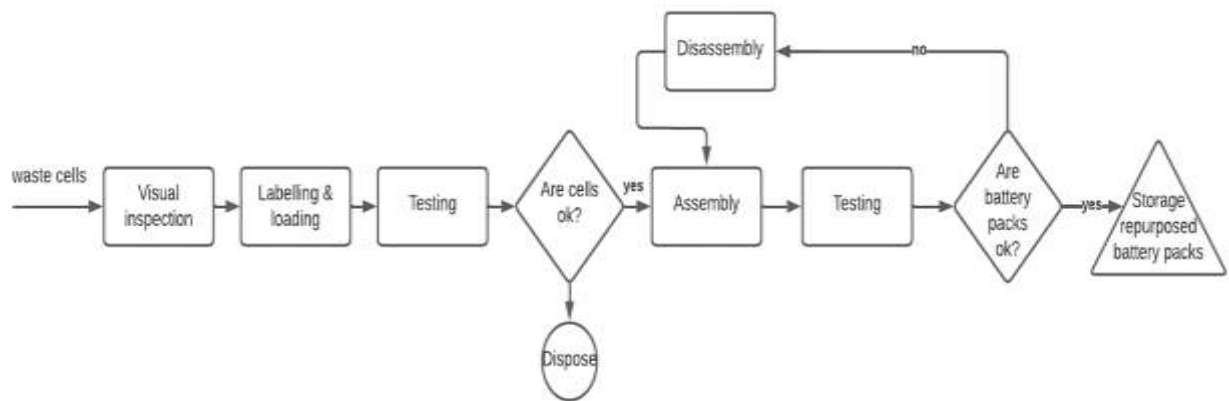 Disassembly
no
waste cells
Visual
inspection
Labelling &
loading
Testing
Are cells
ok?
yes
Assembly
Testing
Are
battery
packs
ok?
yes
Storage
repurposed
battery packs
Dispose